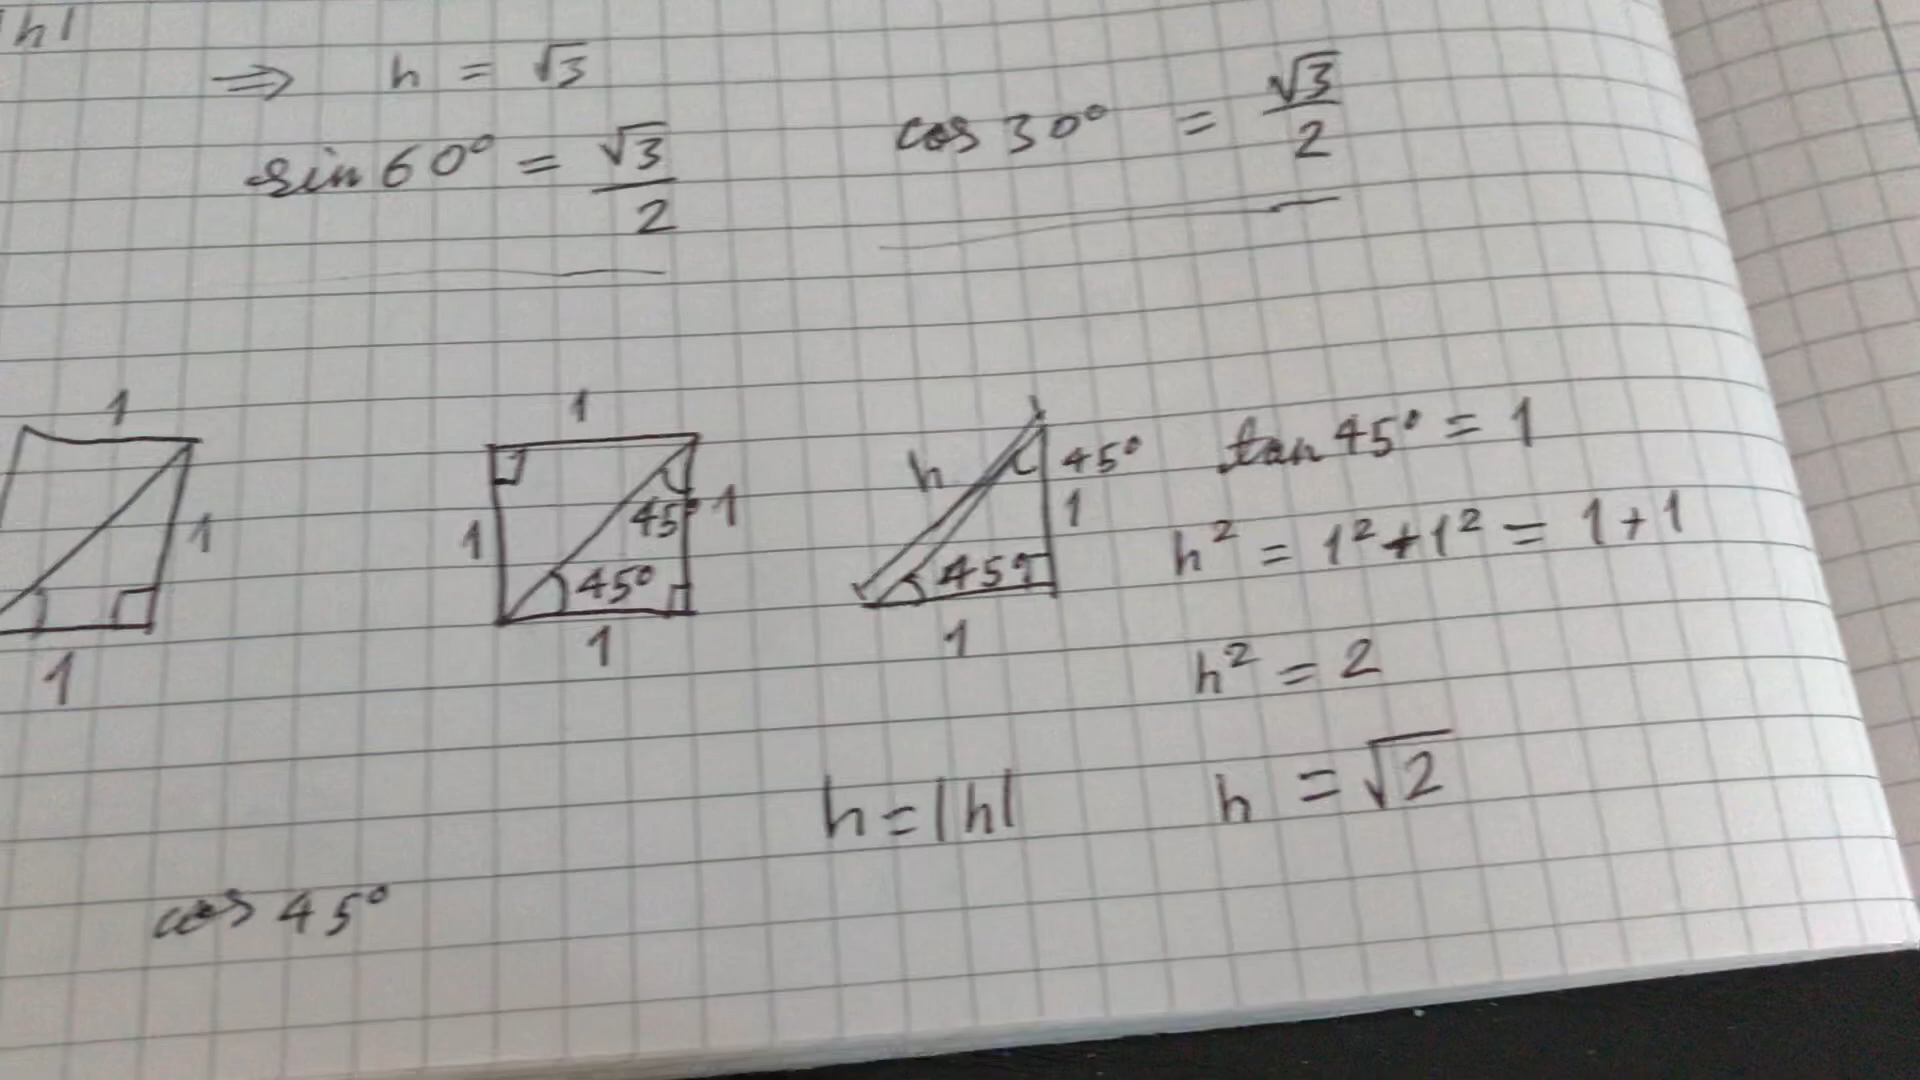 |h|
⇒ h = √3
sin 60° = √3/2
cos 30° = √3/2
1
1
1
1
1
45°
1
45°
1
h
45°
1
45°
1
tan 45° = 1
h² = 1² + 1² = 1 + 1
h² = 2
h = |h|
h = √2
cos 45°